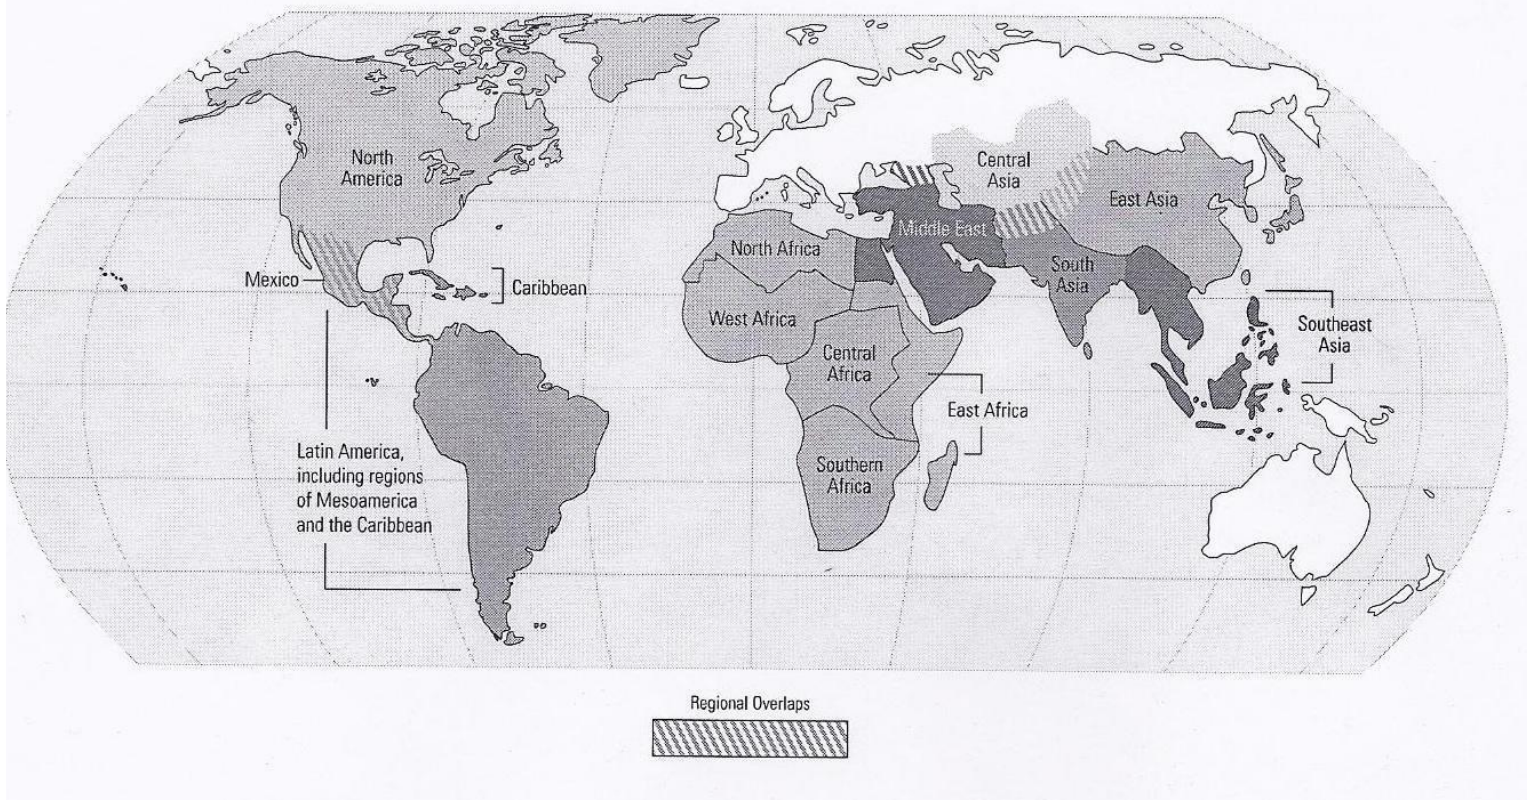 North
America
Central
Asia
East Asia
Middle East
North Africa
South
Asia
Mexico
Caribbean
West Africa
Southeast
Asia
Central
Africa
East Africa
Latin America,
including regions
of Mesoamerica
and the Caribbean
Southern
Africa
Regional Overlaps